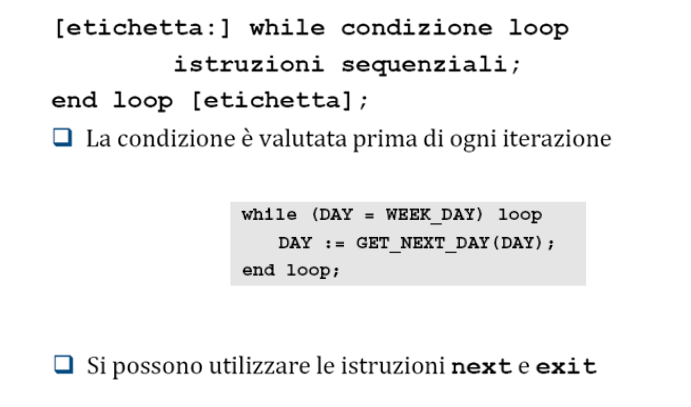 [etichetta:] while condizione loop
istruzioni sequenziali;
end loop [etichetta];
❑ La condizione è valutata prima di ogni iterazione
while (DAY = WEEK_DAY) loop
DAY := GET_NEXT_DAY(DAY);
end loop;
❑ Si possono utilizzare le istruzioni next e exit